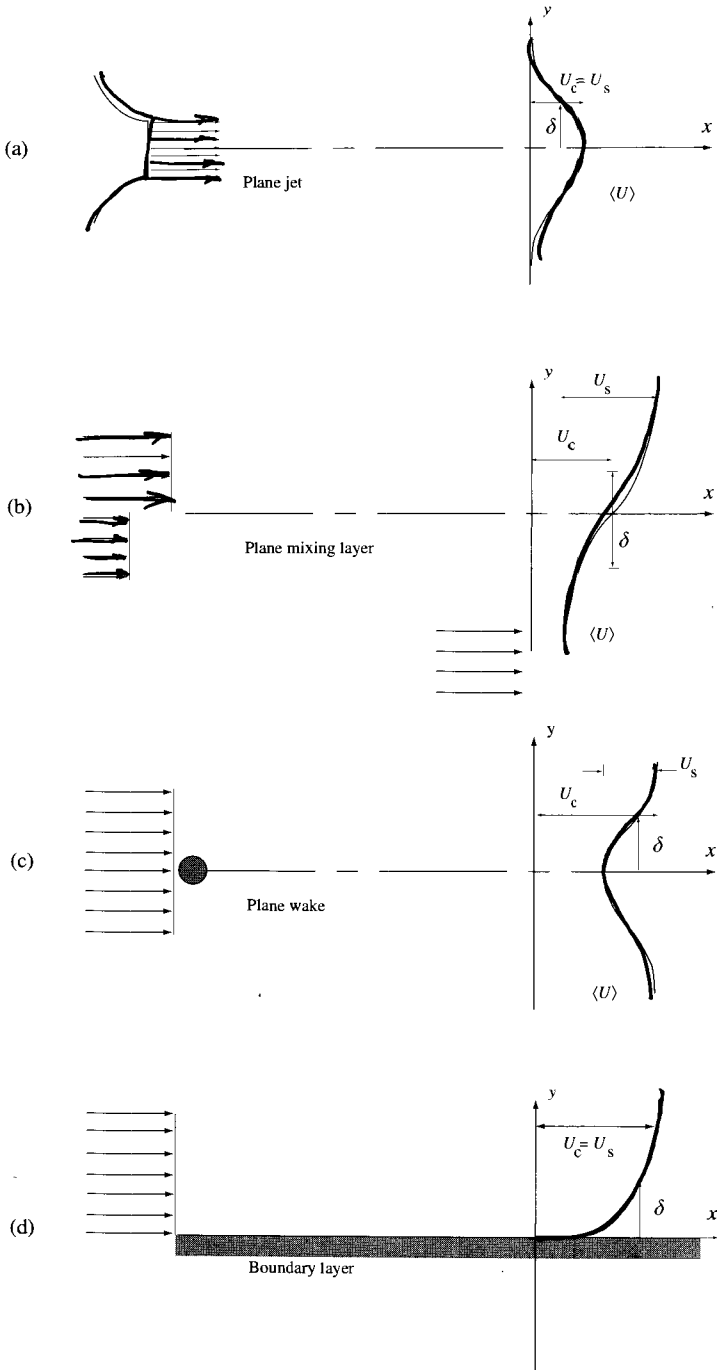 y
U_c = U_s
(a)
δ
x
Plane jet
⟨U⟩
y
U_s
U_c
(b)
x
δ
Plane mixing layer
⟨U⟩
y
U_s
U_c
(c)
δ
x
Plane wake
⟨U⟩
y
U_c = U_s
(d)
δ
x
Boundary layer